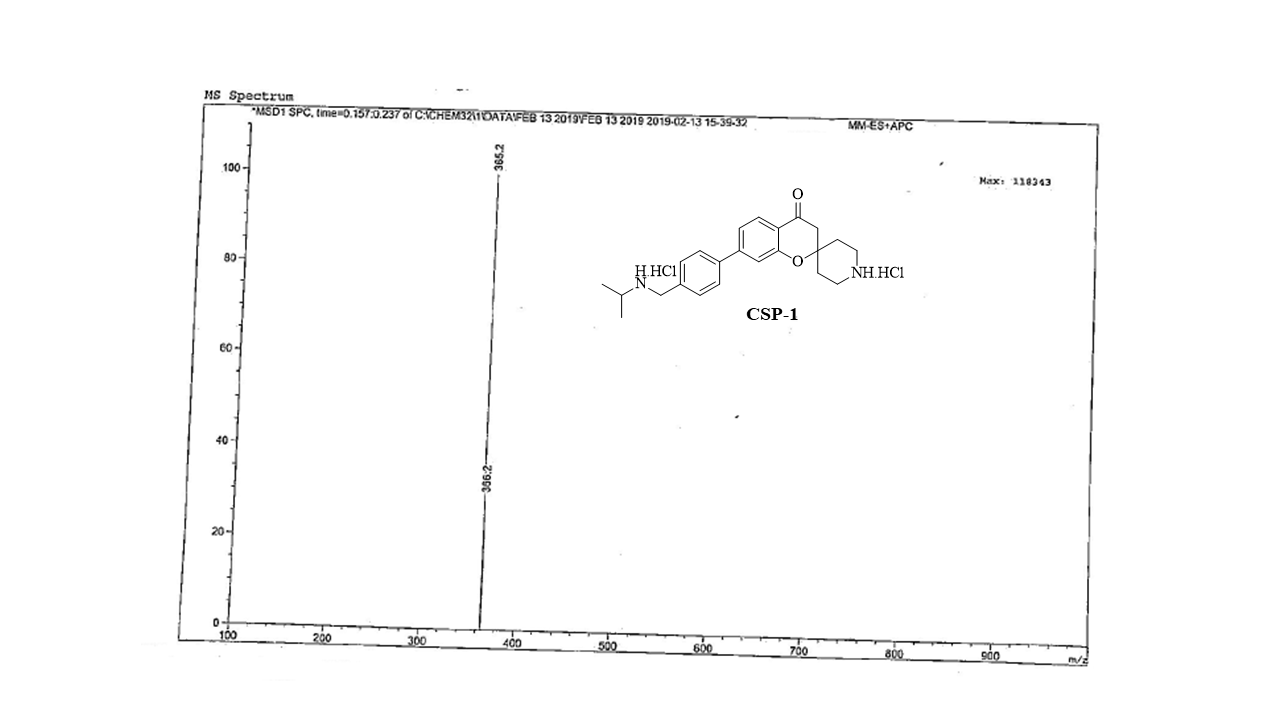 MS Spectrum
*MSD1 SPC, time=0.157:0.237 of C:\CHEM32\1\DATA\FEB 13 2019\FEB 13 2019 2019-02-13 15-39-32 MM-ES+APC
Max: 118343
365.2
366.2
100
80
60
40
20
0
100 200 300 400 500 600 700 800 900 m/z
O
O
NH.HCl
H.HCl
N
CSP-1